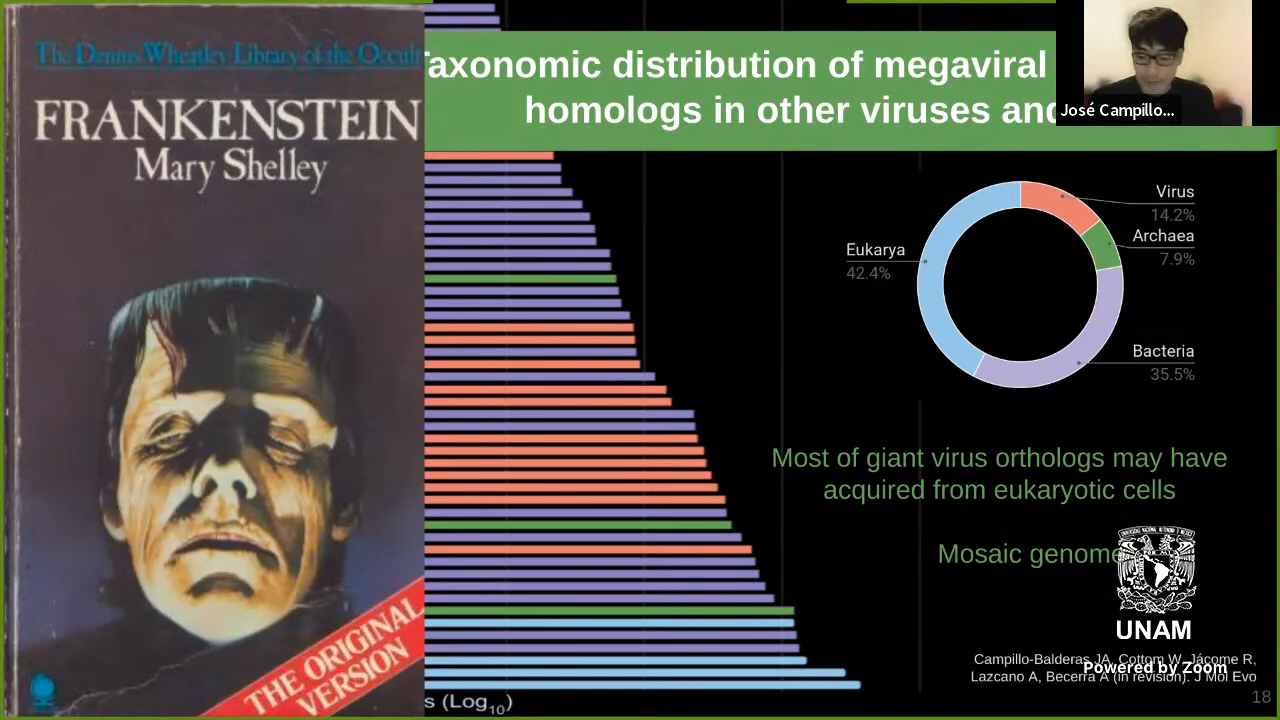 The Dennis Wheatley Library of the Occult
FRANKENSTEIN
Mary Shelley
THE ORIGINAL
VERSION
Taxonomic distribution of megaviral
homologs in other viruses and
José Campillo...
Virus
14.2%
Archaea
7.9%
Eukarya
42.4%
Bacteria
35.5%
Most of giant virus orthologs may have
acquired from eukaryotic cells
Mosaic genome
UNAM
Campillo-Balderas JA, Cottom W, Jácome R,
Lazcano A, Becerra A (in revision). J Mol Evo
Powered by Zoom
s (Log10)
18